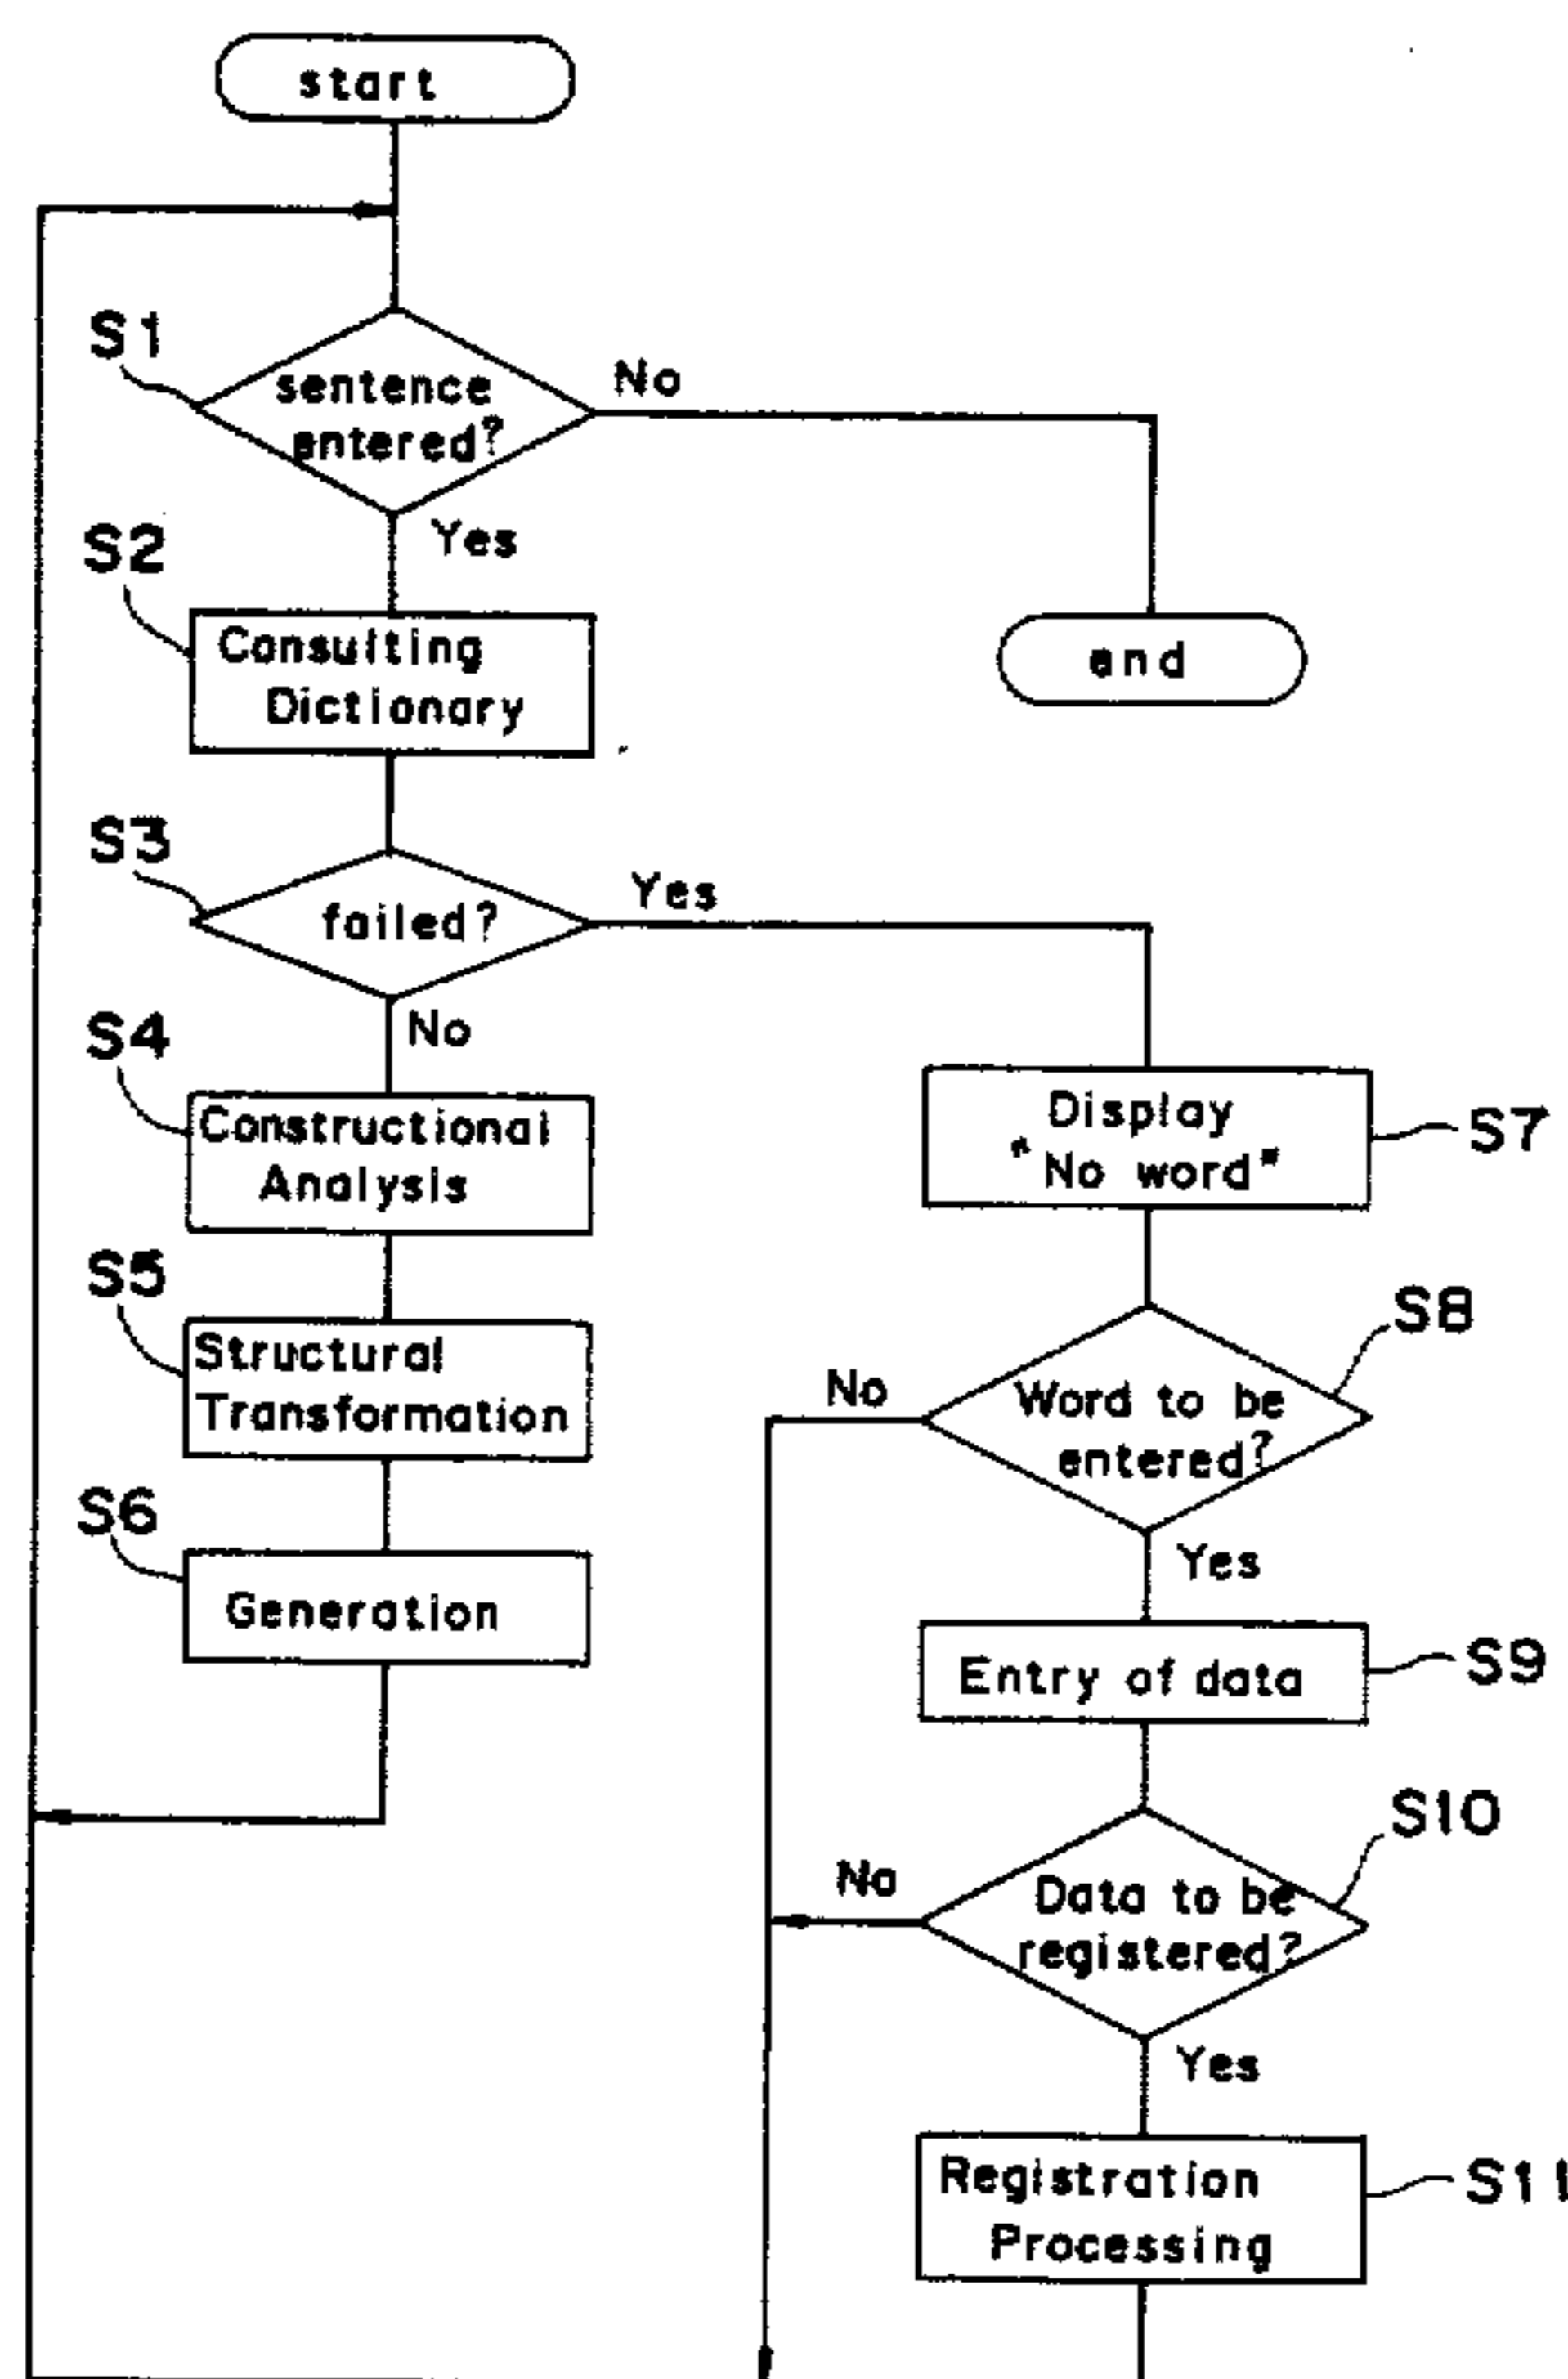 start
S1
sentence
entered?
No
Yes
S2
Consulting
Dictionary
end
S3
failed?
Yes
No
S4
Constructional
Analysis
S5
Structural
Transformation
S6
Generation
Display
"No word"
S7
S8
Word to be
entered?
No
Yes
Entry of data
S9
S10
Data to be
registered?
No
Yes
Registration
Processing
S11